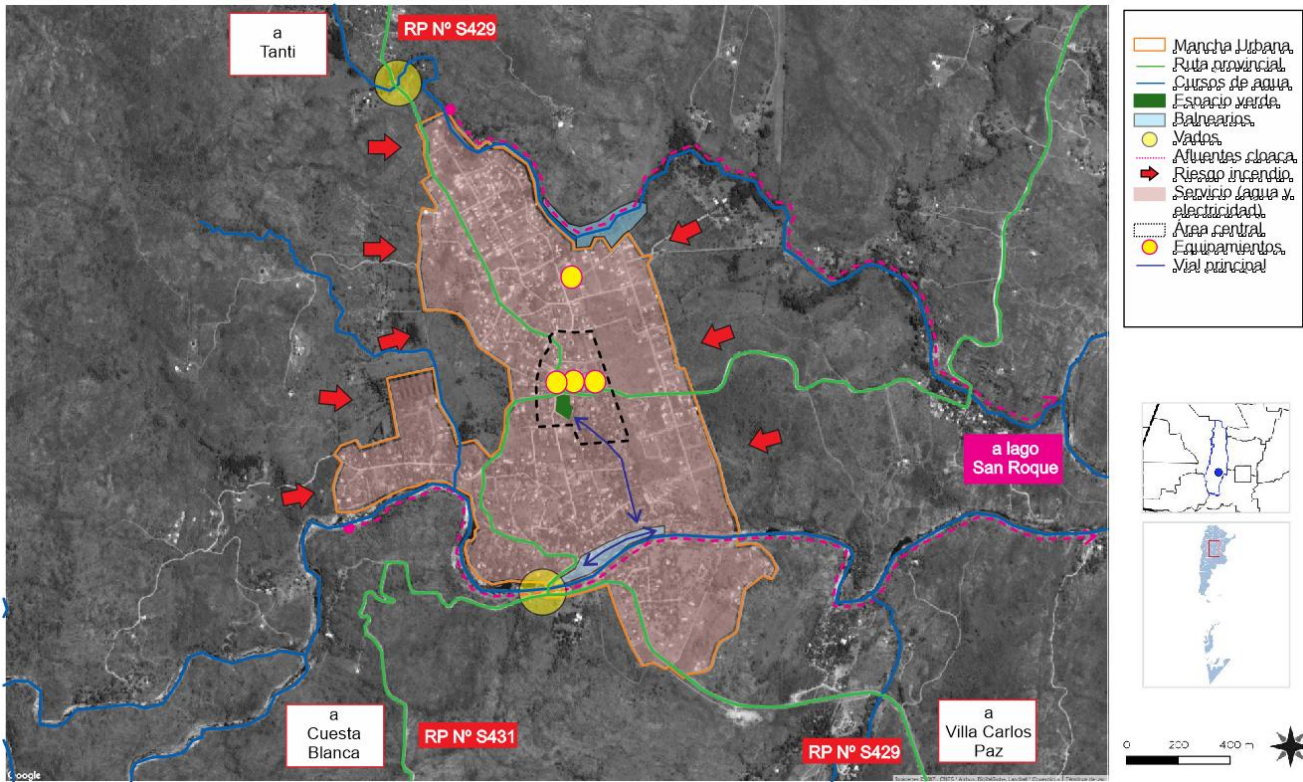 a
Tanti
RP Nº S429
a lago
San Roque
a
Cuesta
Blanca
RP Nº S431
RP Nº S429
a
Villa Carlos
Paz
Google
Mancha Urbana
Ruta provincial
Cursos de agua
Espacio verde
Balnearios
Vados
Afluentes cloaca
Riesgo incendio
Servicio (agua y
electricidad)
Área central
Equipamientos
Vial principal
0 200 400 m